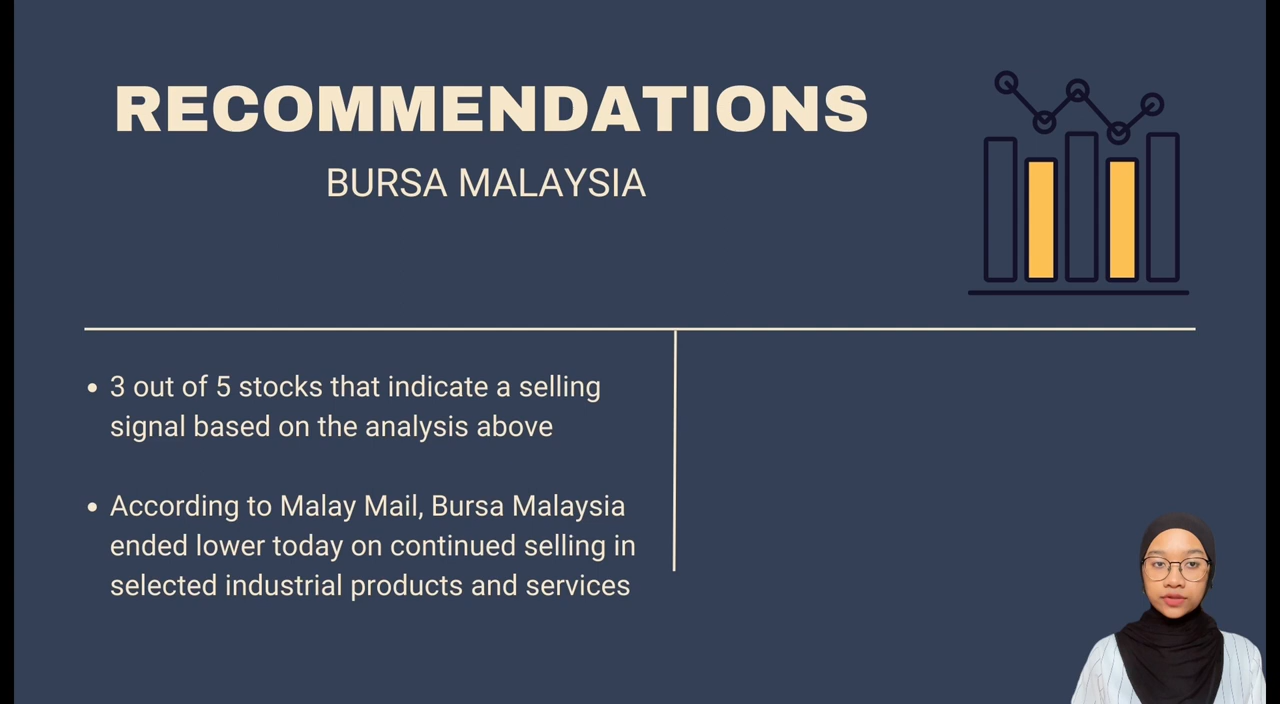 RECOMMENDATIONS
BURSA MALAYSIA
• 3 out of 5 stocks that indicate a selling
signal based on the analysis above
• According to Malay Mail, Bursa Malaysia
ended lower today on continued selling in
selected industrial products and services